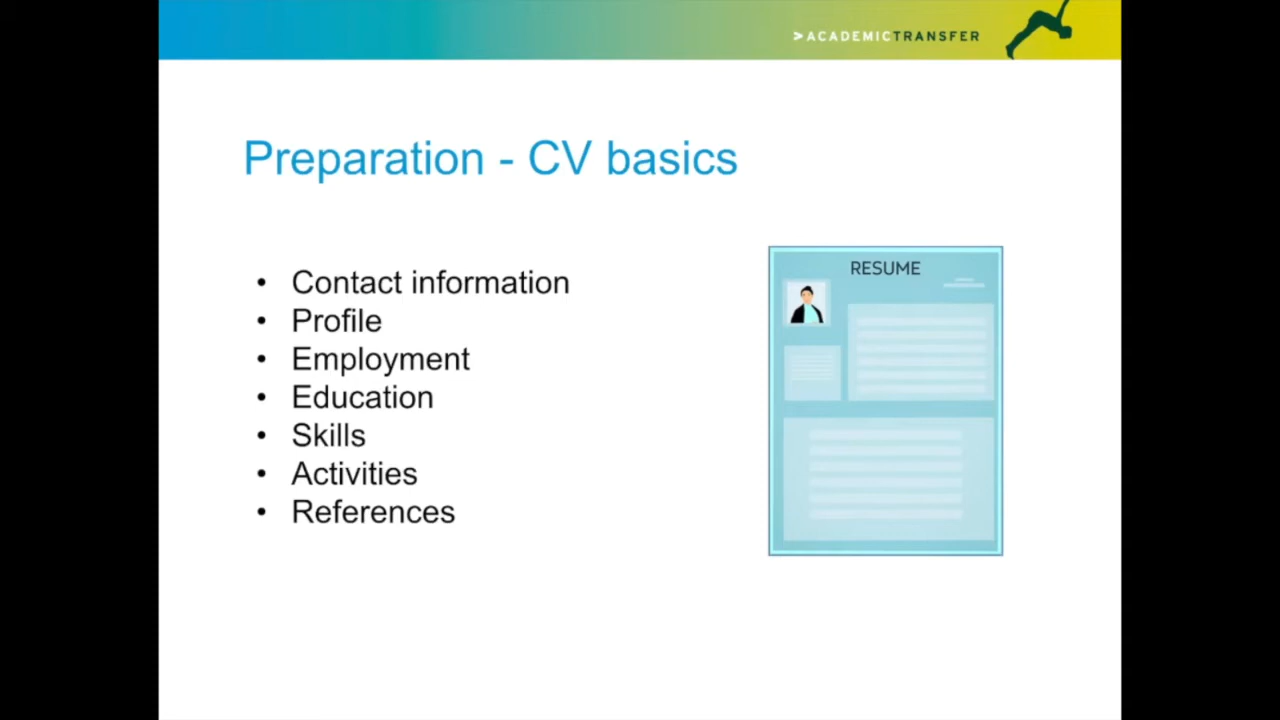 >ACADEMICTRANSFER
Preparation - CV basics
• Contact information
• Profile
• Employment
• Education
• Skills
• Activities
• References
RESUME